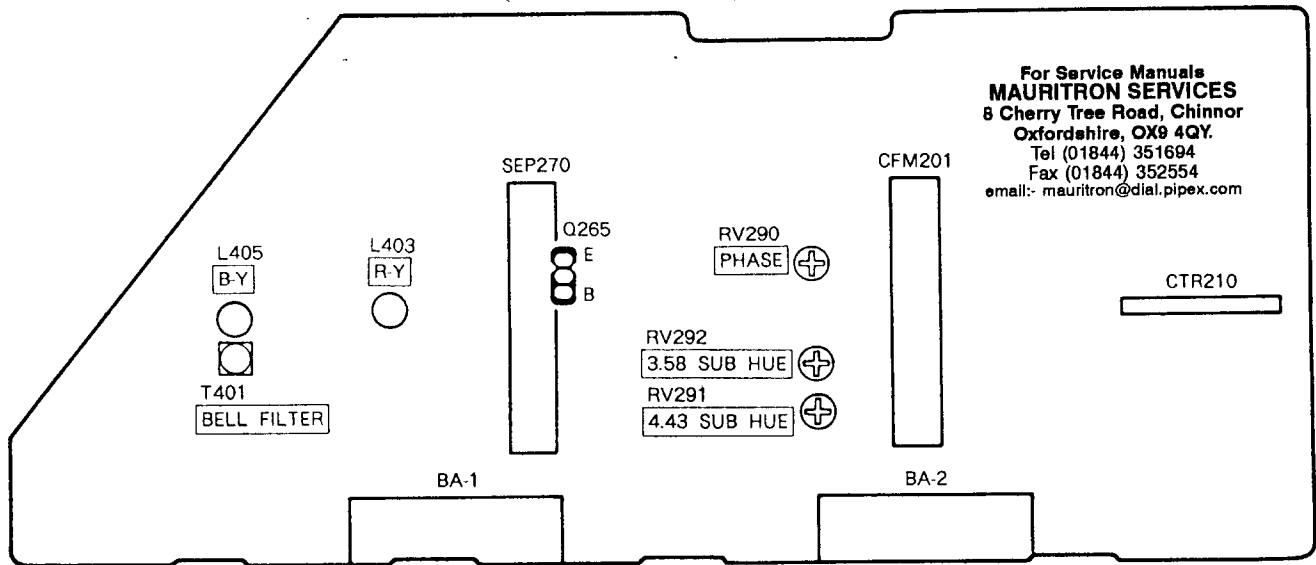 For Service Manuals
MAURITRON SERVICES
8 Cherry Tree Road, Chinnor
Oxfordshire, OX9 4QY.
Tel (01844) 351694
Fax (01844) 352554
email:- mauritron@dial.pipex.com
SEP270
CFM201
Q265
E
B
L405
B-Y
L403
R-Y
RV290
PHASE
CTR210
RV292
3.58 SUB HUE
RV291
4.43 SUB HUE
T401
BELL FILTER
BA-1
BA-2